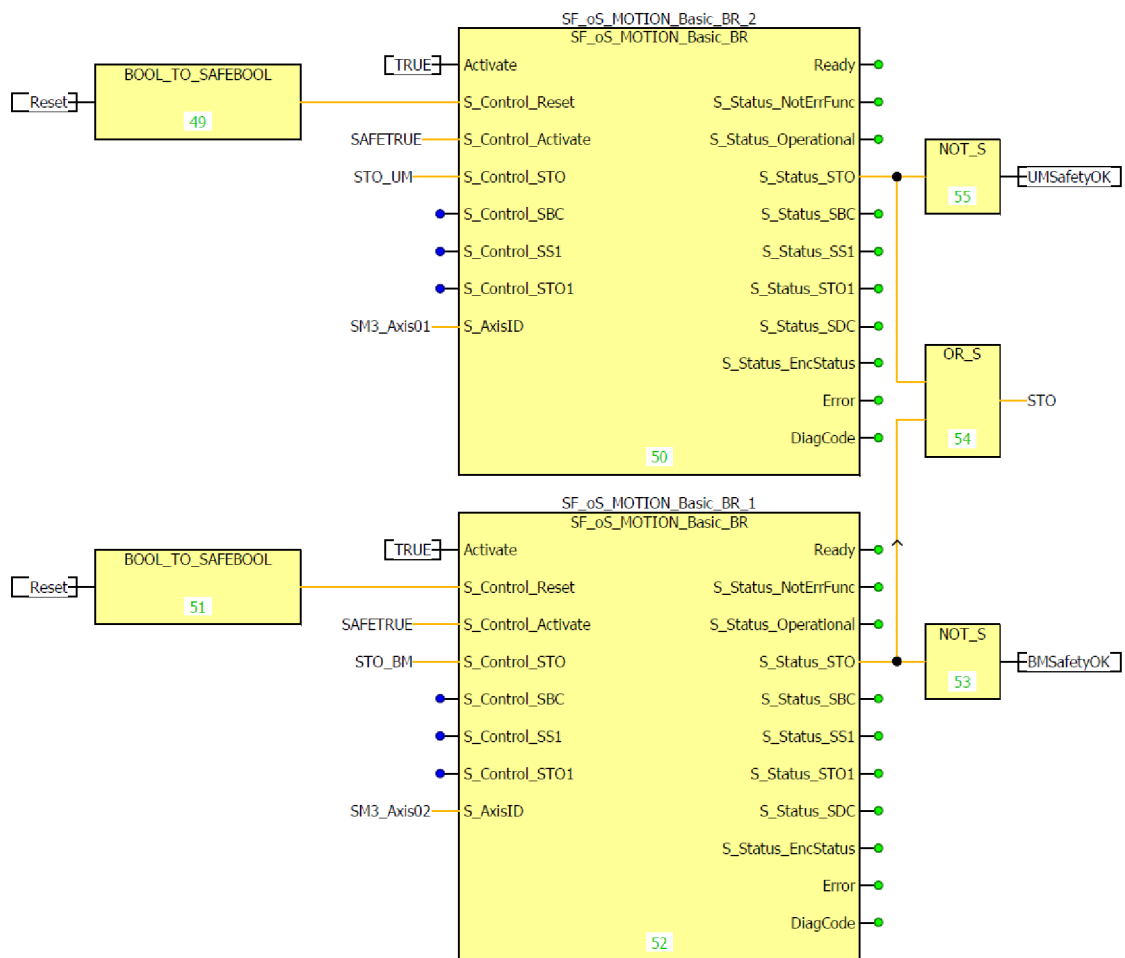 SF_oS_MOTION_Basic_BR_2
SF_oS_MOTION_Basic_BR
TRUE Activate Ready
BOOL_TO_SAFEBOOL
Reset S_Control_Reset S_Status_NotErrFunc
49
SAFETRUE S_Control_Activate S_Status_Operational
NOT_S
STO_UM S_Control_STO S_Status_STO UMSafetyOK
55
S_Control_SBC S_Status_SBC
S_Control_SS1 S_Status_SS1
S_Control_STO1 S_Status_STO1
SM3_Axis01 S_AxisID S_Status_SDC
OR_S
S_Status_EncStatus
Error STO
DiagCode 54
50
SF_oS_MOTION_Basic_BR_1
SF_oS_MOTION_Basic_BR
TRUE Activate Ready
BOOL_TO_SAFEBOOL
Reset S_Control_Reset S_Status_NotErrFunc
51
SAFETRUE S_Control_Activate S_Status_Operational
NOT_S
STO_BM S_Control_STO S_Status_STO BMSafetyOK
53
S_Control_SBC S_Status_SBC
S_Control_SS1 S_Status_SS1
S_Control_STO1 S_Status_STO1
SM3_Axis02 S_AxisID S_Status_SDC
S_Status_EncStatus
Error
DiagCode
52